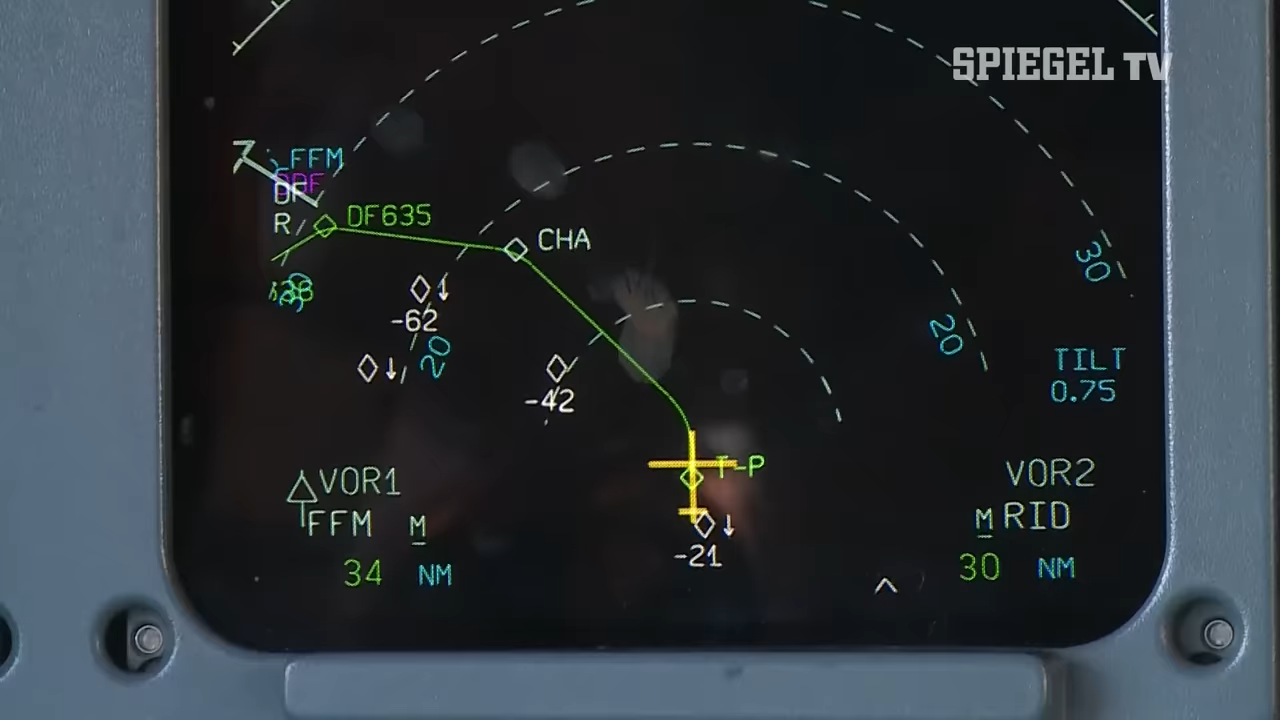 SPIEGEL TV
FFM
DF635
CHA
R
-62
20
-42
30
20
TILT
0.75
T-P
-21
VOR1
FFM M
34 NM
VOR2
M RID
30 NM